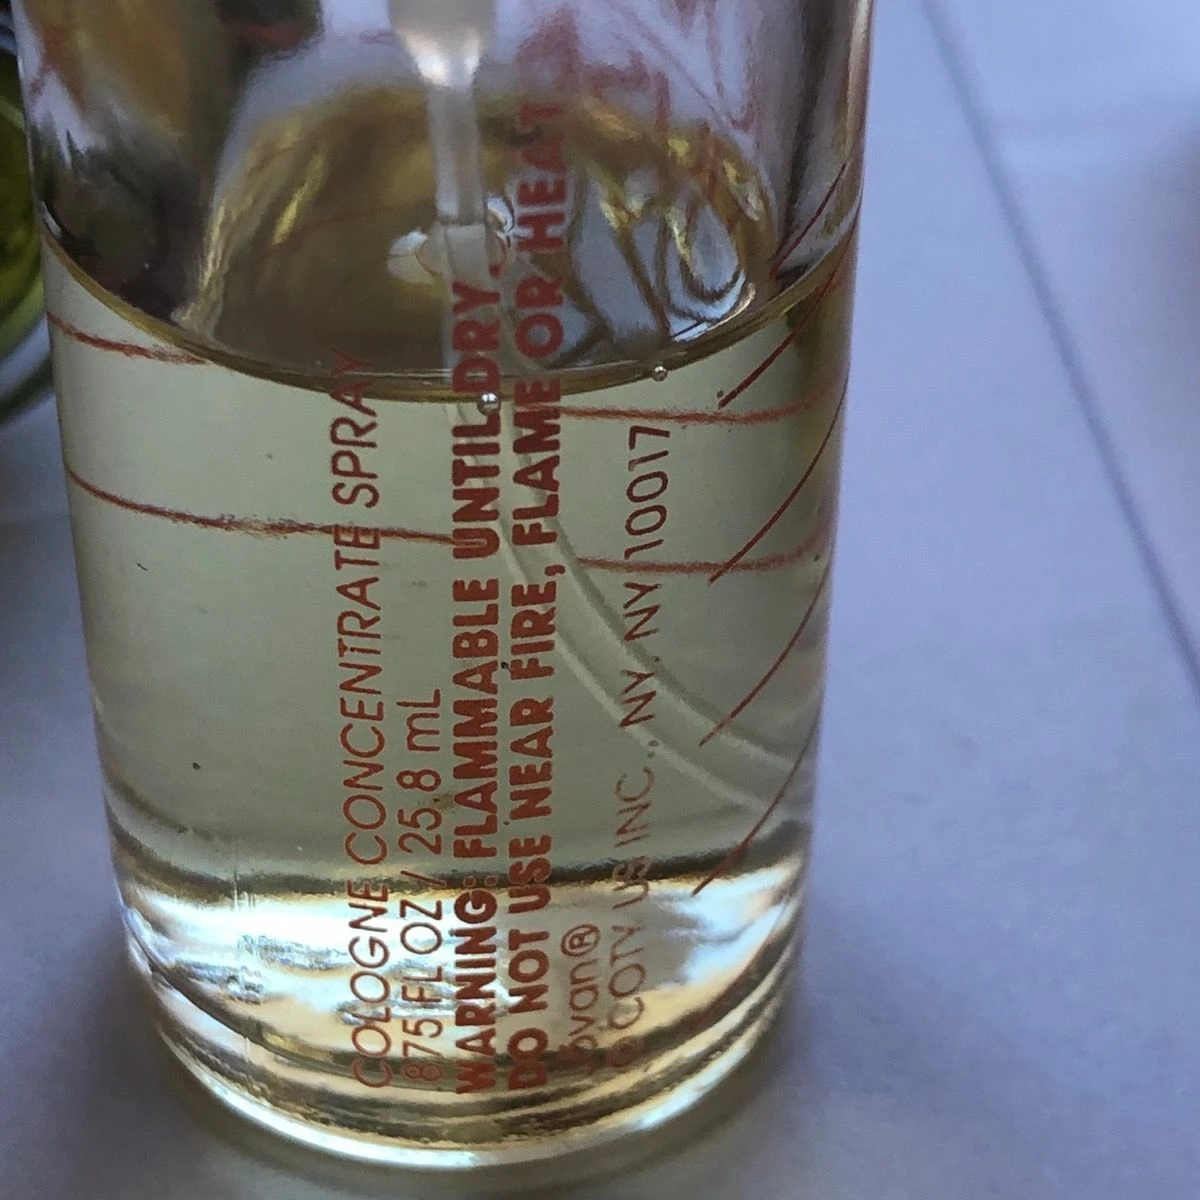 COLOGNE CONCENTRATE SPRAY
875 FL OZ / 25.8 mL
WARNING: FLAMMABLE UNTIL DRY.
DO NOT USE NEAR FIRE, FLAME OR HEAT
Jovan®
© COTY US INC., NY, NY 10017